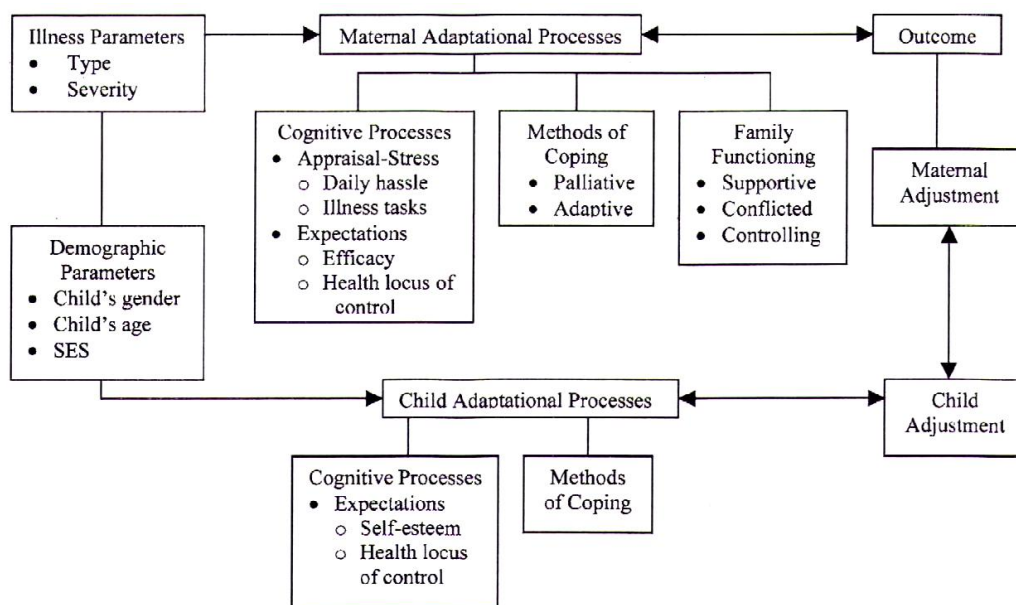 Illness Parameters
• Type
• Severity
Maternal Adaptational Processes
Outcome
Cognitive Processes
• Appraisal-Stress
o Daily hassle
o Illness tasks
• Expectations
o Efficacy
o Health locus of
control
Methods of
Coping
• Palliative
• Adaptive
Family
Functioning
• Supportive
• Conflicted
• Controlling
Maternal
Adjustment
Demographic
Parameters
• Child's gender
• Child's age
• SES
Child Adaptational Processes
Child
Adjustment
Cognitive Processes
• Expectations
o Self-esteem
o Health locus
of control
Methods
of Coping